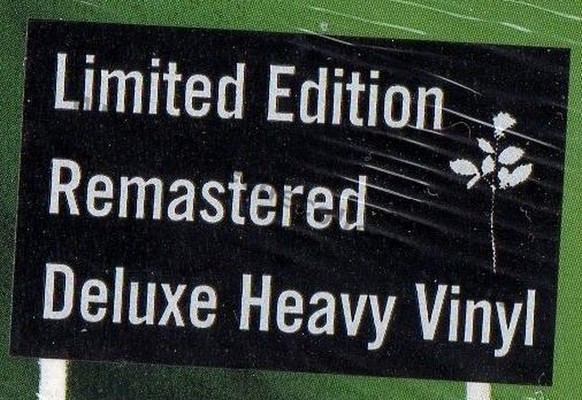 Limited Edition
Remastered
Deluxe Heavy Vinyl